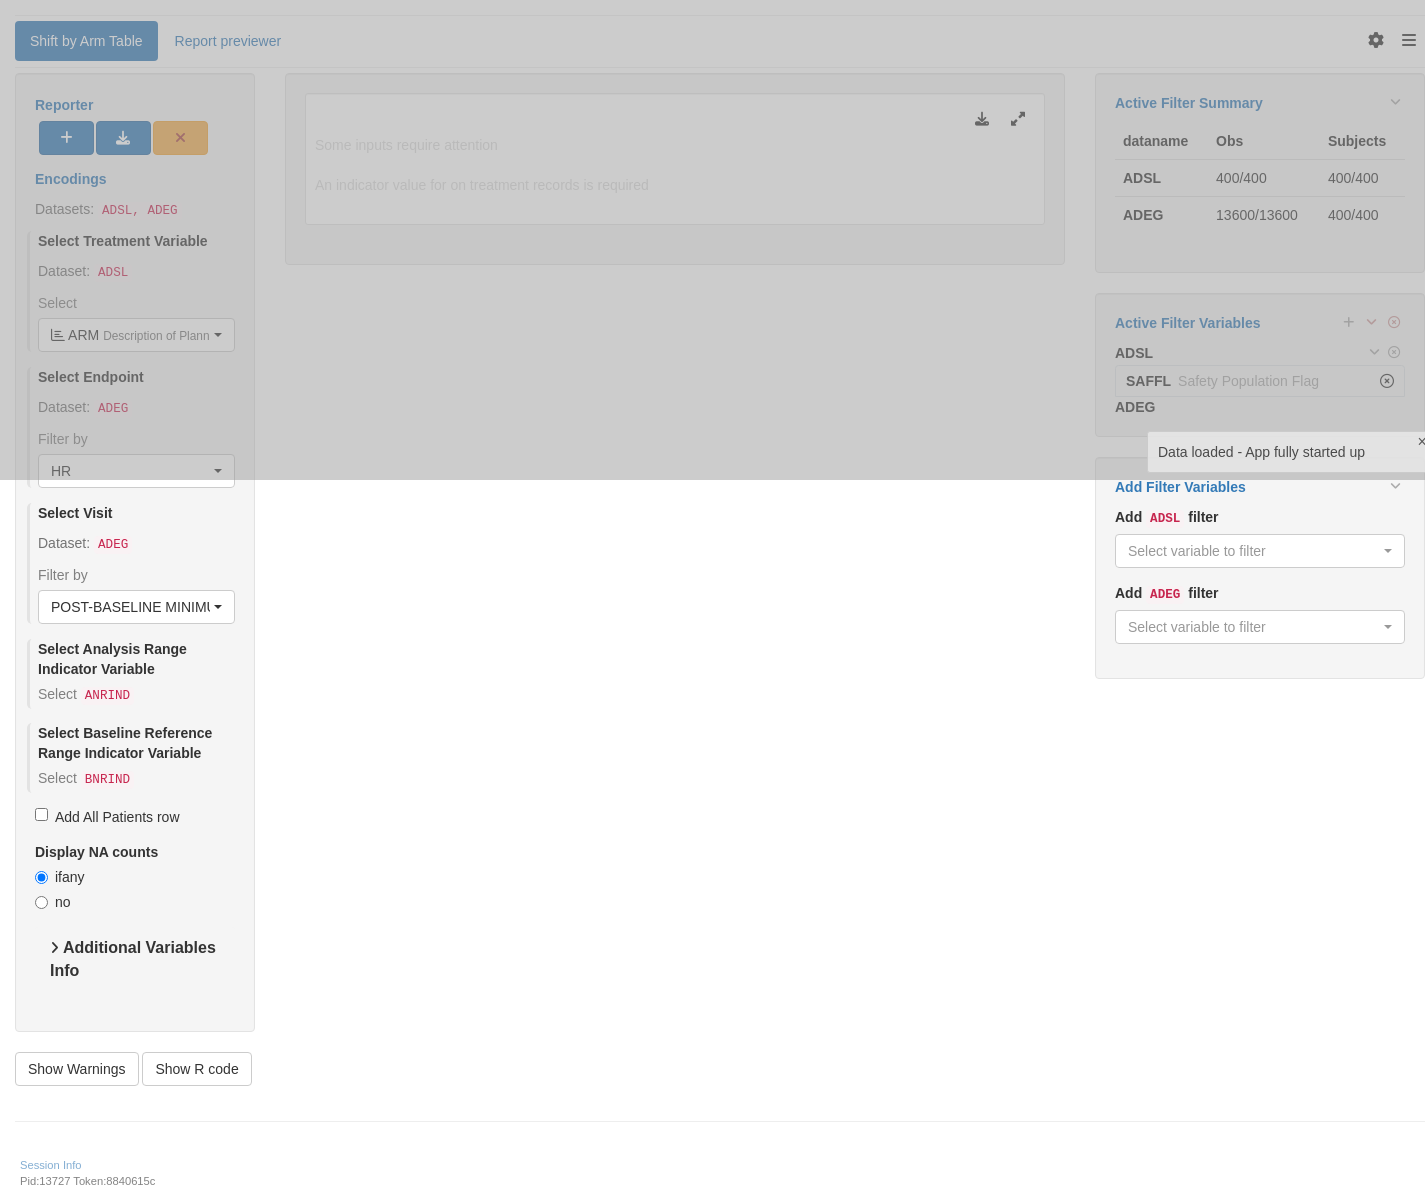 Shift by Arm Table
Report previewer
Reporter
Encodings
Datasets: ADSL, ADEG
Select Treatment Variable
Dataset: ADSL
Select
ARM Description of Plann
Select Endpoint
Dataset: ADEG
Filter by
HR
Select Visit
Dataset: ADEG
Filter by
POST-BASELINE MINIMU
Select Analysis Range
Indicator Variable
Select ANRIND
Select Baseline Reference
Range Indicator Variable
Select BNRIND
Add All Patients row
Display NA counts
ifany
no
Additional Variables
Info
Show Warnings
Show R code
Some inputs require attention
An indicator value for on treatment records is required
Active Filter Summary
dataname Obs Subjects
ADSL 400/400 400/400
ADEG 13600/13600 400/400
Active Filter Variables
ADSL
SAFFL Safety Population Flag
ADEG
Data loaded - App fully started up
Add Filter Variables
Add ADSL filter
Select variable to filter
Add ADEG filter
Select variable to filter
Session Info
Pid:13727 Token:8840615c